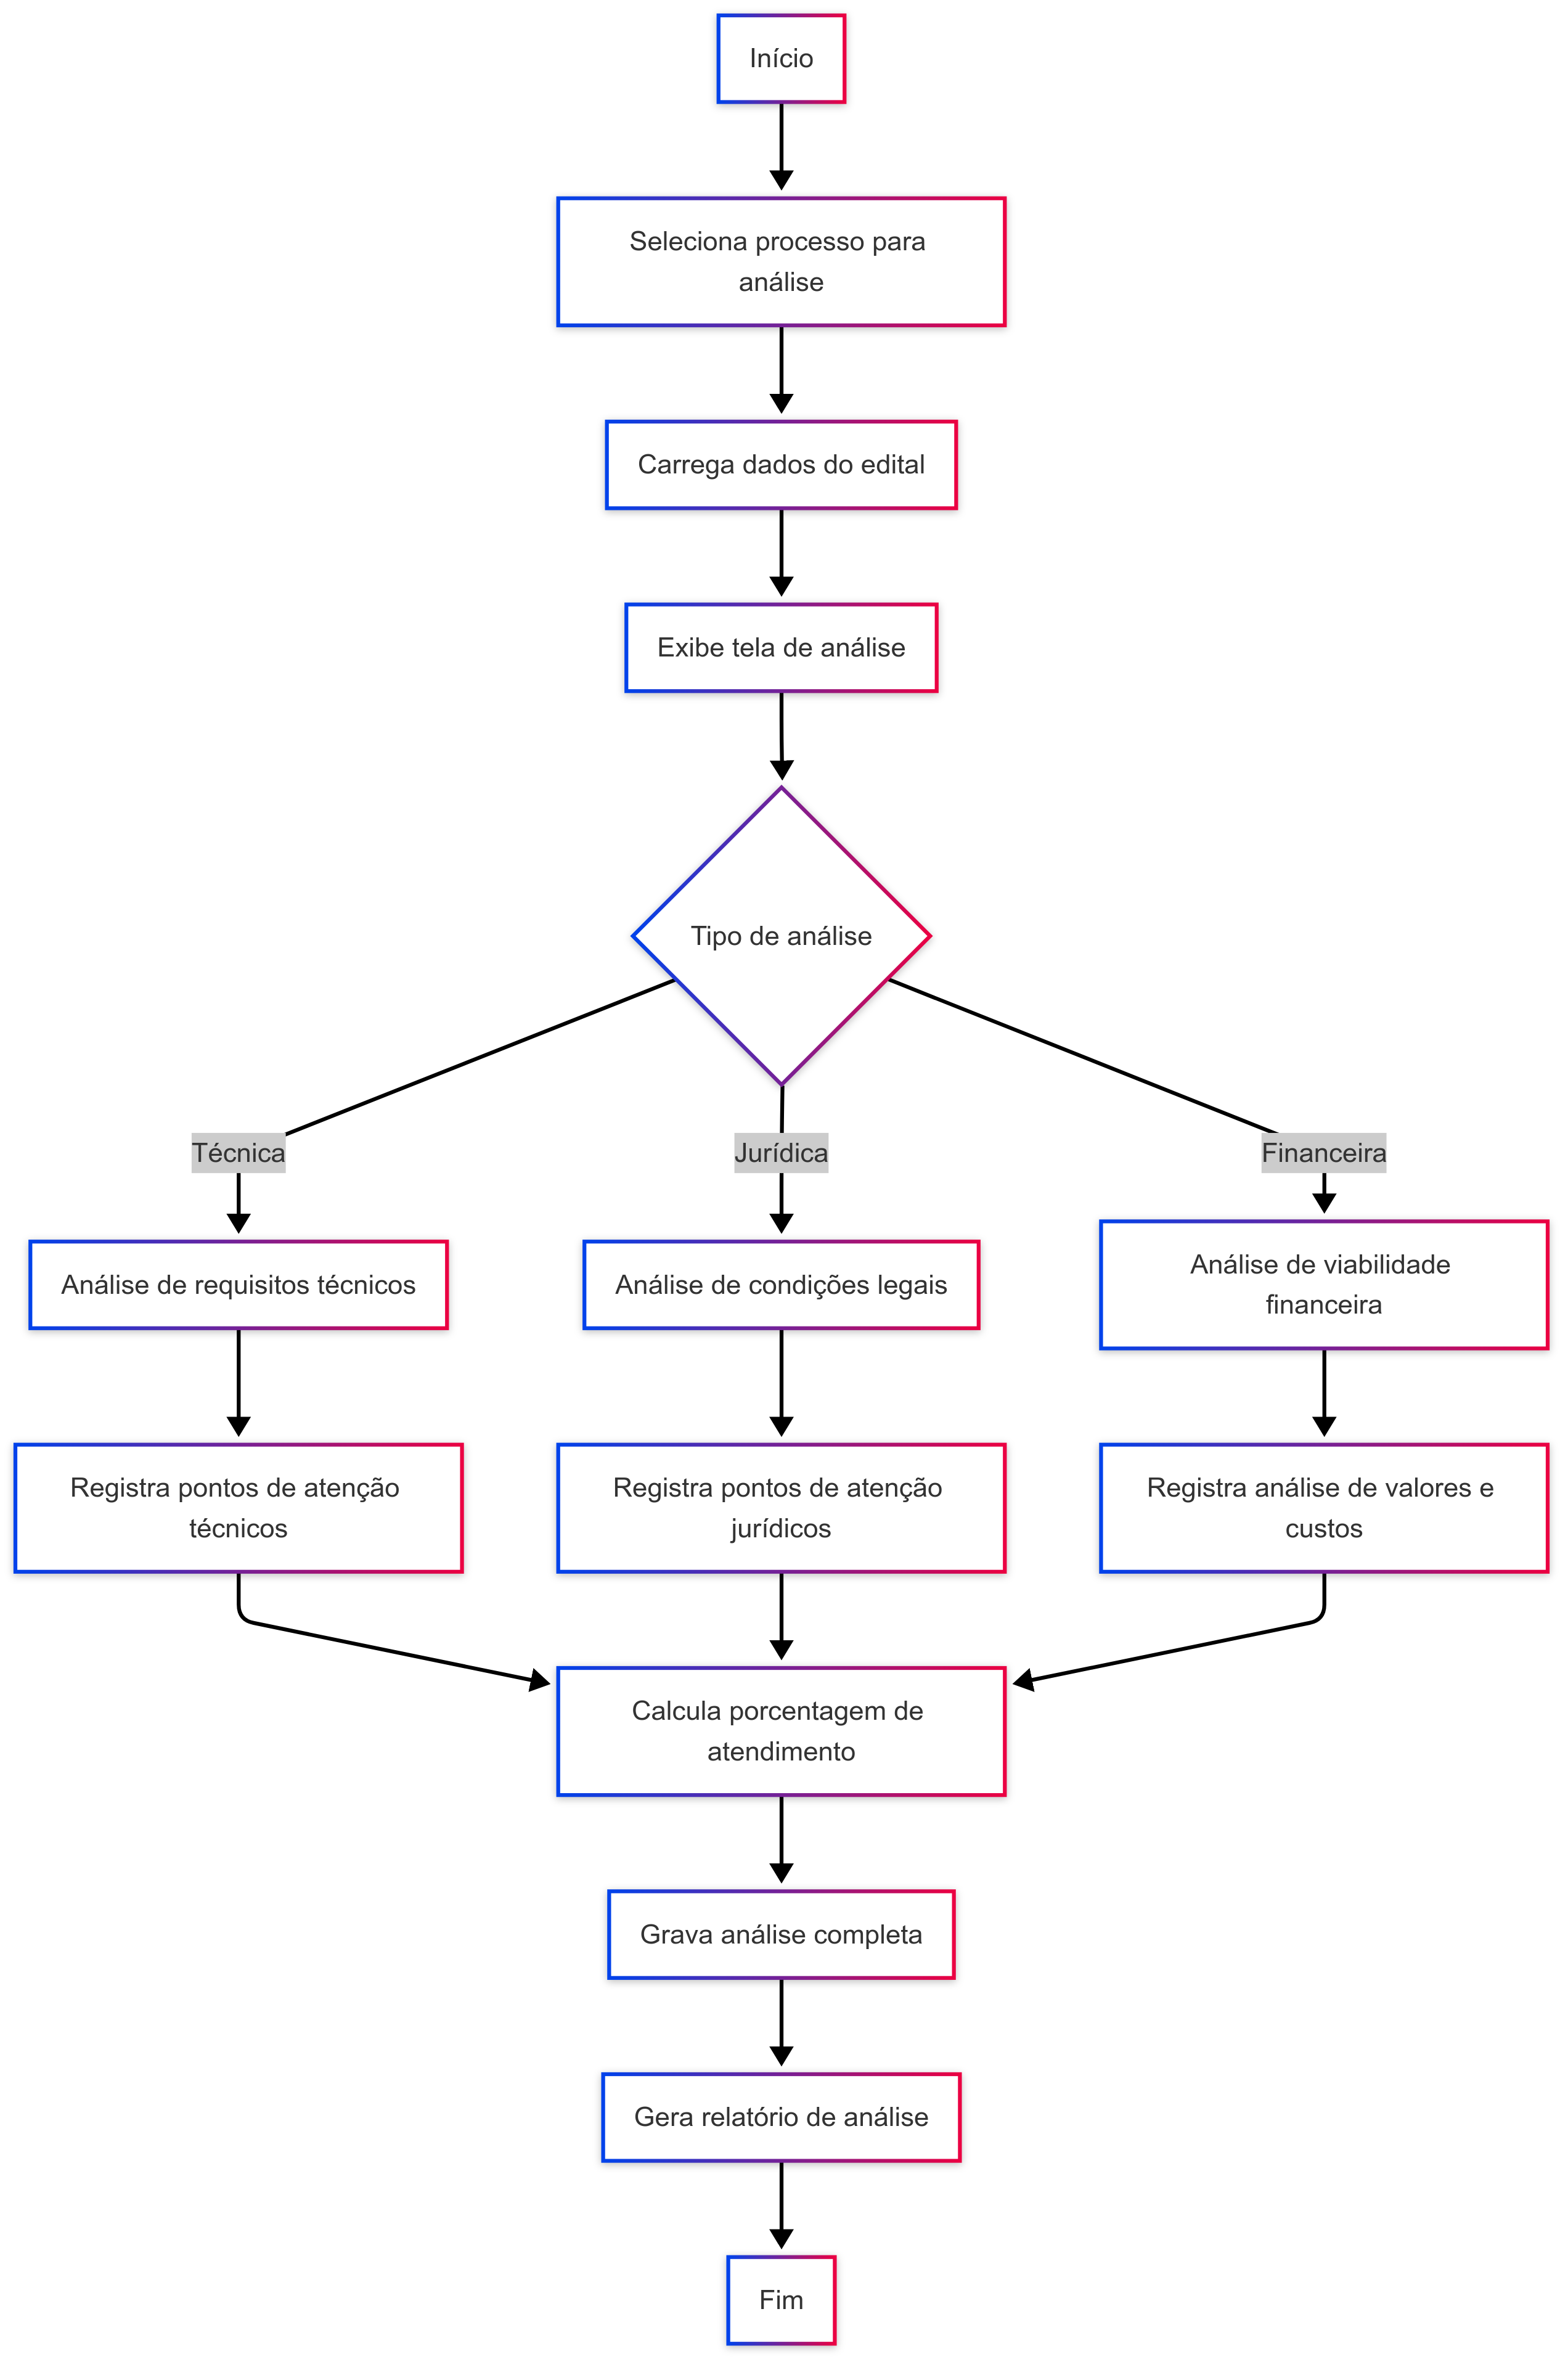 Início
Seleciona processo para
análise
Carrega dados do edital
Exibe tela de análise
Tipo de análise
Técnica
Jurídica
Financeira
Análise de requisitos técnicos
Análise de condições legais
Análise de viabilidade
financeira
Registra pontos de atenção
técnicos
Registra pontos de atenção
jurídicos
Registra análise de valores e
custos
Calcula porcentagem de
atendimento
Grava análise completa
Gera relatório de análise
Fim